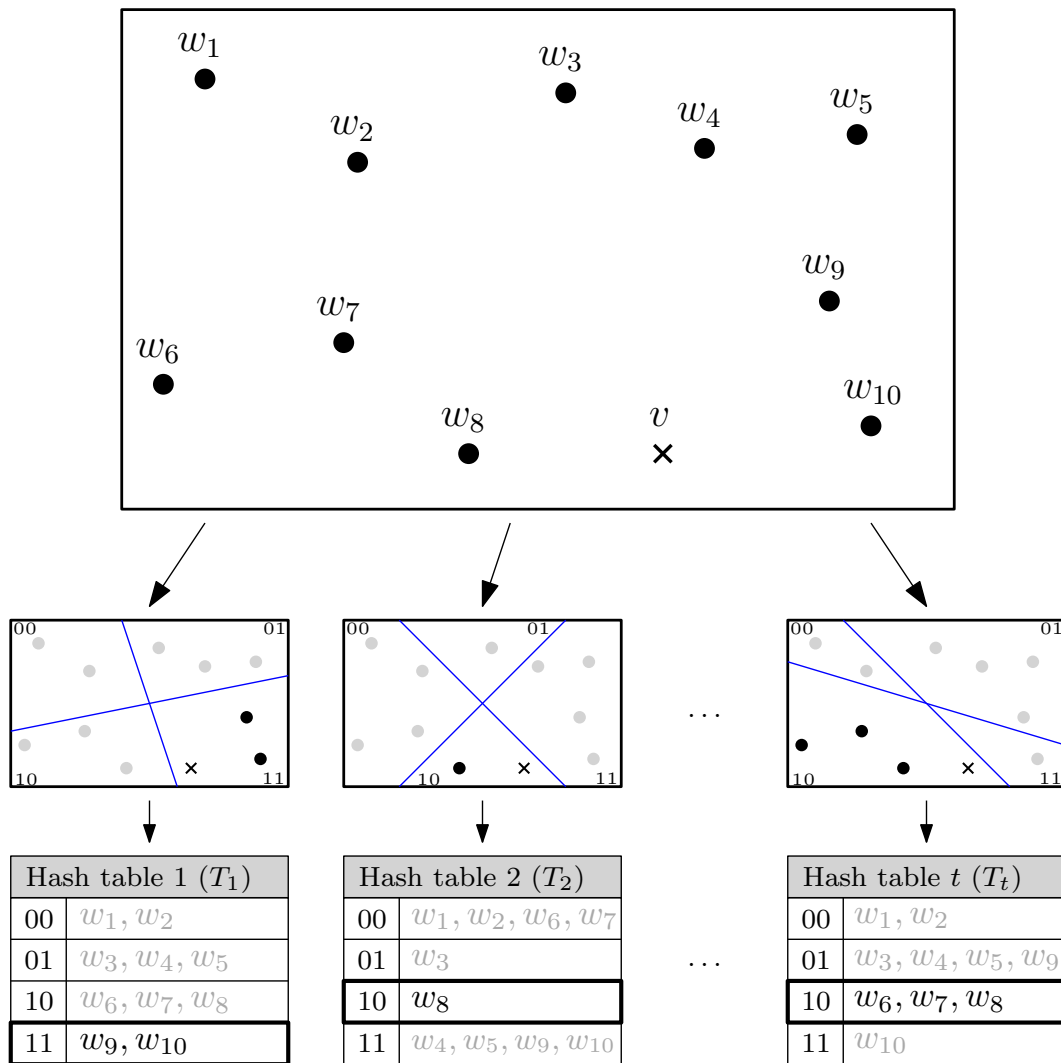 w₁
w₃
w₅
w₄
w₂
w₉
w₇
w₆
w₁₀
w₈ v
00 01 00 01 00 01
...
10 11 10 11 10 11
Hash table 1 (T₁) Hash table 2 (T₂) Hash table t (Tₜ)
00 w₁, w₂ 00 w₁, w₂, w₆, w₇ 00 w₁, w₂
01 w₃, w₄, w₅ 01 w₃ ... 01 w₃, w₄, w₅, w₉
10 w₆, w₇, w₈ 10 w₈ 10 w₆, w₇, w₈
11 w₉, w₁₀ 11 w₄, w₅, w₉, w₁₀ 11 w₁₀